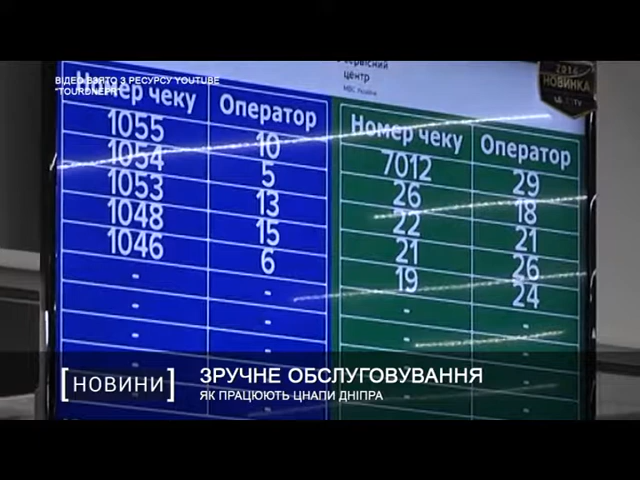 ВІДЕО ВЗЯТО З РЕСУРСУ YOUTUBE
"TOURDNEPR"
сервісний
центр
МВС України
2016
НОВИНКА
Номер чеку Оператор
1055 10
1054 5
1053 13
1048 15
1046 6
- -
- -
- -
- -
Номер чеку Оператор
7012 29
26 18
22 21
21 26
19 24
- -
- -
- -
[НОВИНИ]
ЗРУЧНЕ ОБСЛУГОВУВАННЯ
ЯК ПРАЦЮЮТЬ ЦНАПИ ДНІПРА